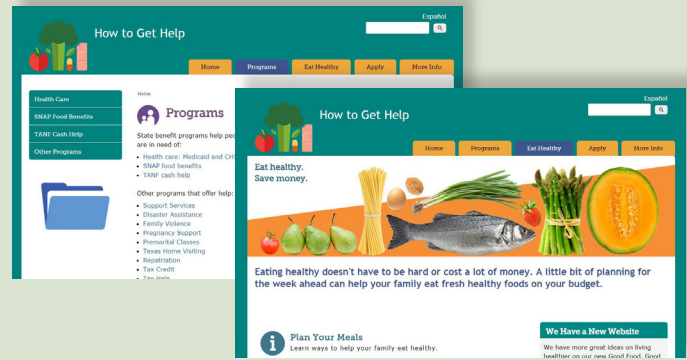 Español
How to Get Help
Home
Programs
Eat Healthy
Apply
More Info
Health Care
SNAP Food Benefits
TANF Cash Help
Other Programs
Home
Programs
State benefit programs help
are in need of:
Health care: Medicaid and
SNAP food benefits
TANF cash help
Other programs that offer help:
Support Services
Disaster Assistance
Family Violence
Pregnancy Support
Premarital Classes
Texas Home Visiting
Repatriation
Tax Credit
Tax Help
Español
How to Get Help
Home
Programs
Eat Healthy
Apply
More Info
Eat healthy.
Save money.
Eating healthy doesn't have to be hard or cost a lot of money. A little bit of planning for
the week ahead can help your family eat fresh healthy foods on your budget.
Plan Your Meals
Learn ways to help your family eat healthy.
We Have a New Website
We have more great ideas on living
healthier on our new Good Food, Good